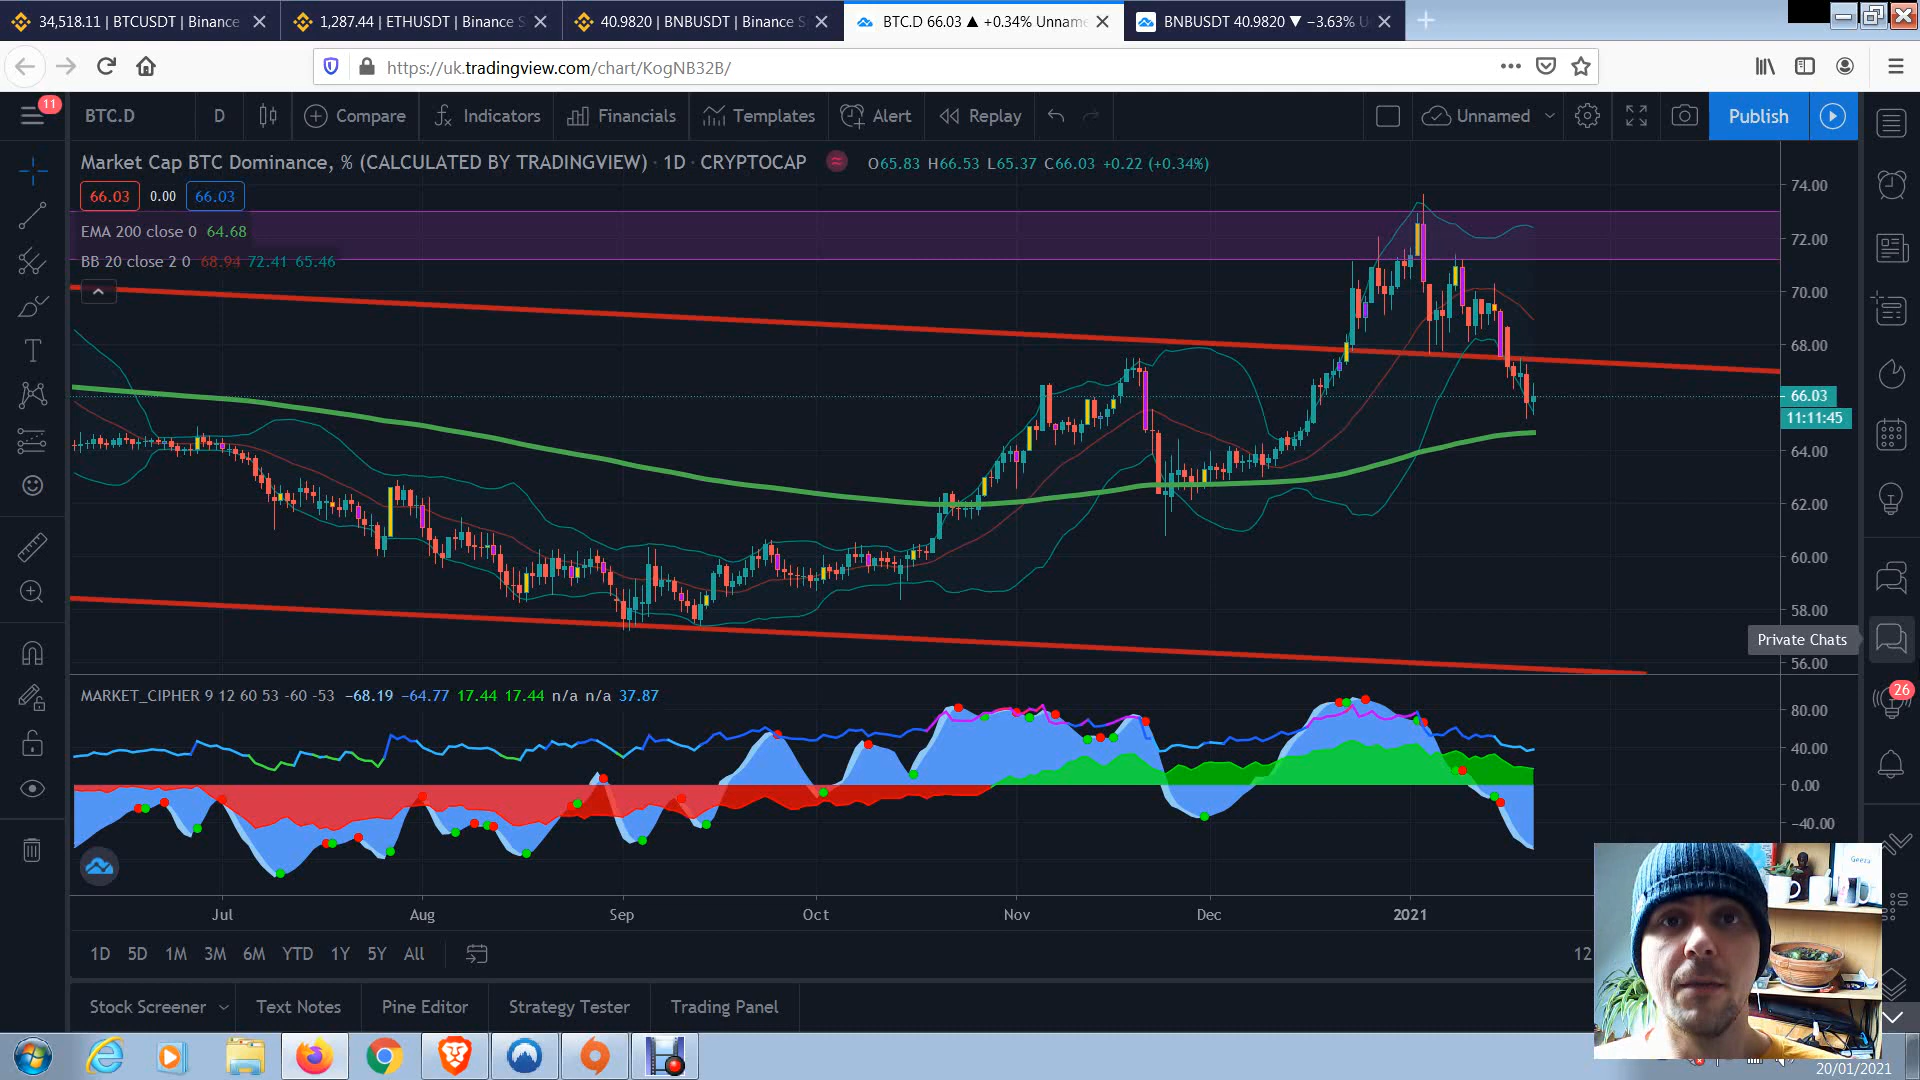 34,518.11 | BTCUSDT | Binance
1,287.44 | ETHUSDT | Binance S
40.9820 | BNBUSDT | Binance S
BTC.D 66.03 ▲ +0.34% Unname
BNBUSDT 40.9820 ▼ −3.63% U
https://uk.tradingview.com/chart/KogNB32B/
11
BTC.D
D
Compare
Indicators
Financials
Templates
Alert
Replay
Unnamed
Publish
Market Cap BTC Dominance, % (CALCULATED BY TRADINGVIEW) · 1D · CRYPTOCAP
O65.83 H66.53 L65.37 C66.03 +0.22 (+0.34%)
66.03 0.00 66.03
EMA 200 close 0 64.68
BB 20 close 2 0 68.94 72.41 65.46
74.00
72.00
70.00
68.00
66.03
11:11:45
64.00
62.00
60.00
58.00
Private Chats
56.00
26
MARKET_CIPHER 9 12 60 53 -60 -53 −68.19 −64.77 17.44 17.44 n/a n/a 37.87
80.00
40.00
0.00
−40.00
Jul
Aug
Sep
Oct
Nov
Dec
2021
1D 5D 1M 3M 6M YTD 1Y 5Y All
12
Stock Screener
Text Notes
Pine Editor
Strategy Tester
Trading Panel
20/01/2021